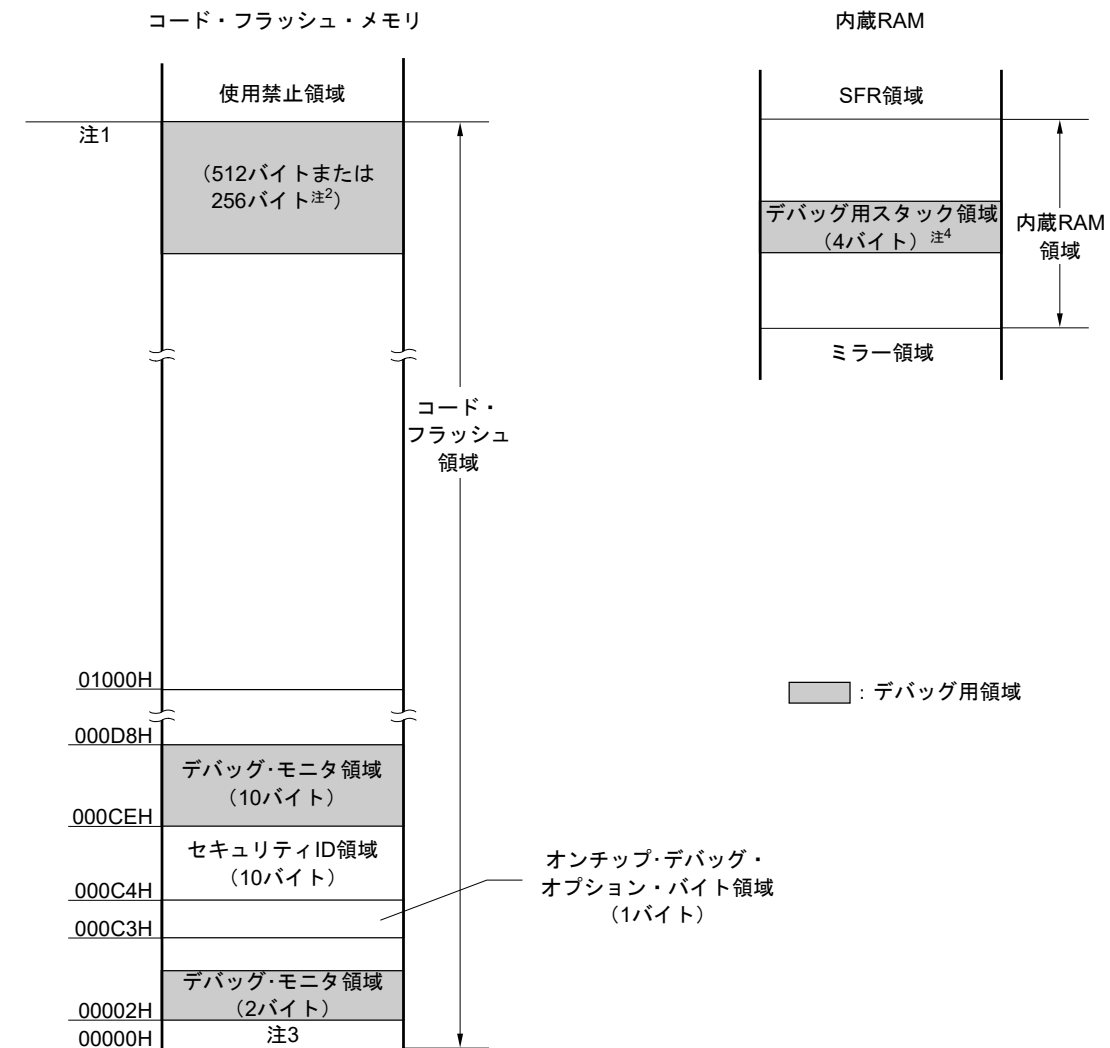 コード・フラッシュ・メモリ
使用禁止領域
注1
（512バイトまたは
256バイト注2）
コード・
フラッシュ
領域
01000H
000D8H
デバッグ･モニタ領域
（10バイト）
000CEH
セキュリティID領域
（10バイト）
000C4H
000C3H
オンチップ･デバッグ・
オプション・バイト領域
（1バイト）
デバッグ･モニタ領域
（2バイト）
00002H
注3
00000H
内蔵RAM
SFR領域
デバッグ用スタック領域
（4バイト）注4
内蔵RAM
領域
ミラー領域
：デバッグ用領域